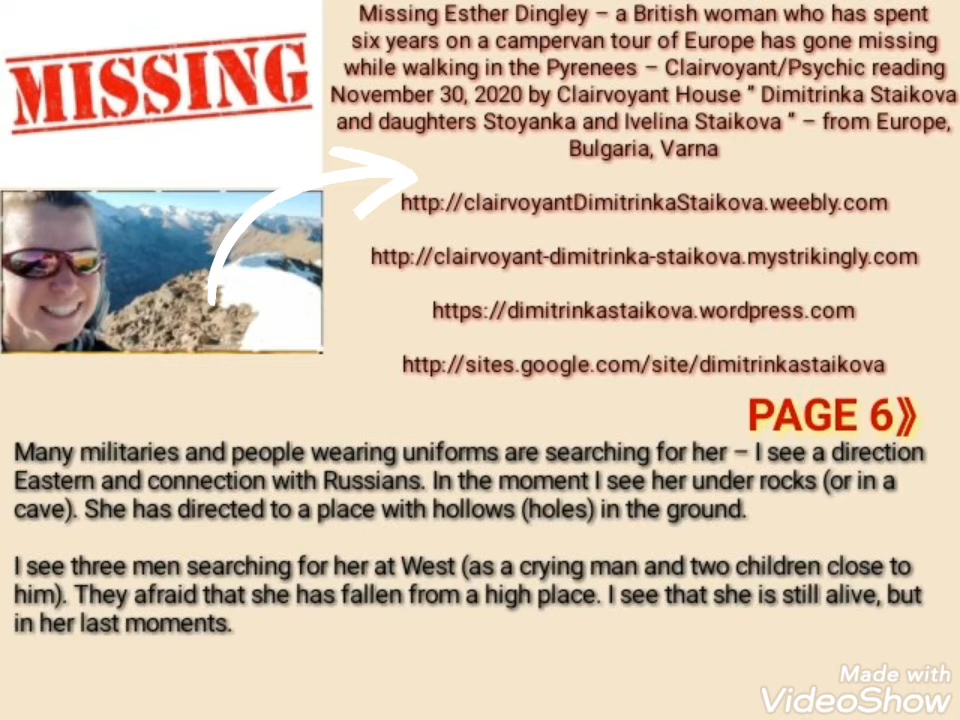 MISSING
Missing Esther Dingley – a British woman who has spent
six years on a campervan tour of Europe has gone missing
while walking in the Pyrenees – Clairvoyant/Psychic reading
November 30, 2020 by Clairvoyant House " Dimitrinka Staikova
and daughters Stoyanka and Ivelina Staikova " – from Europe,
Bulgaria, Varna
http://clairvoyantDimitrinkaStaikova.weebly.com
http://clairvoyant-dimitrinka-staikova.mystrikingly.com
https://dimitrinkastaikova.wordpress.com
http://sites.google.com/site/dimitrinkastaikova
PAGE 6》
Many militaries and people wearing uniforms are searching for her – I see a direction
Eastern and connection with Russians. In the moment I see her under rocks (or in a
cave). She has directed to a place with hollows (holes) in the ground.
I see three men searching for her at West (as a crying man and two children close to
him). They afraid that she has fallen from a high place. I see that she is still alive, but
in her last moments.
Made with
VideoShow